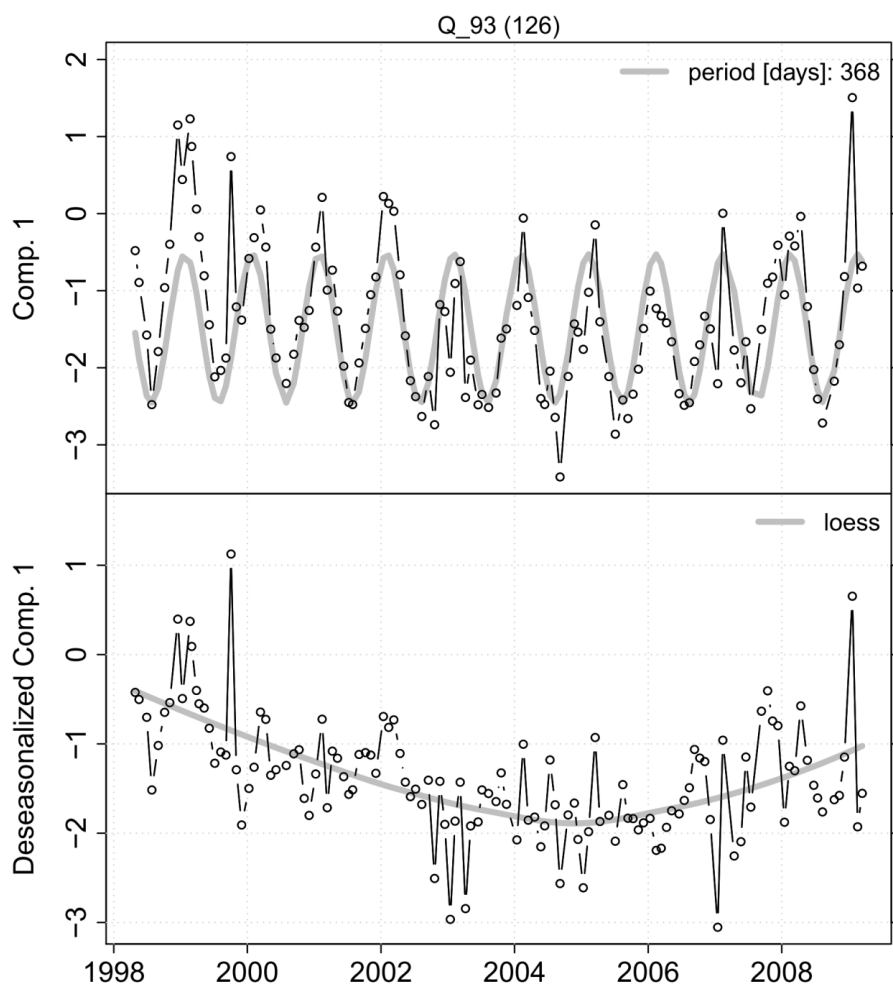 Q_93 (126)
period [days]: 368
Comp. 1
2
1
0
−1
−2
−3
loess
Deseasonalized Comp. 1
1
0
−1
−2
−3
1998 2000 2002 2004 2006 2008